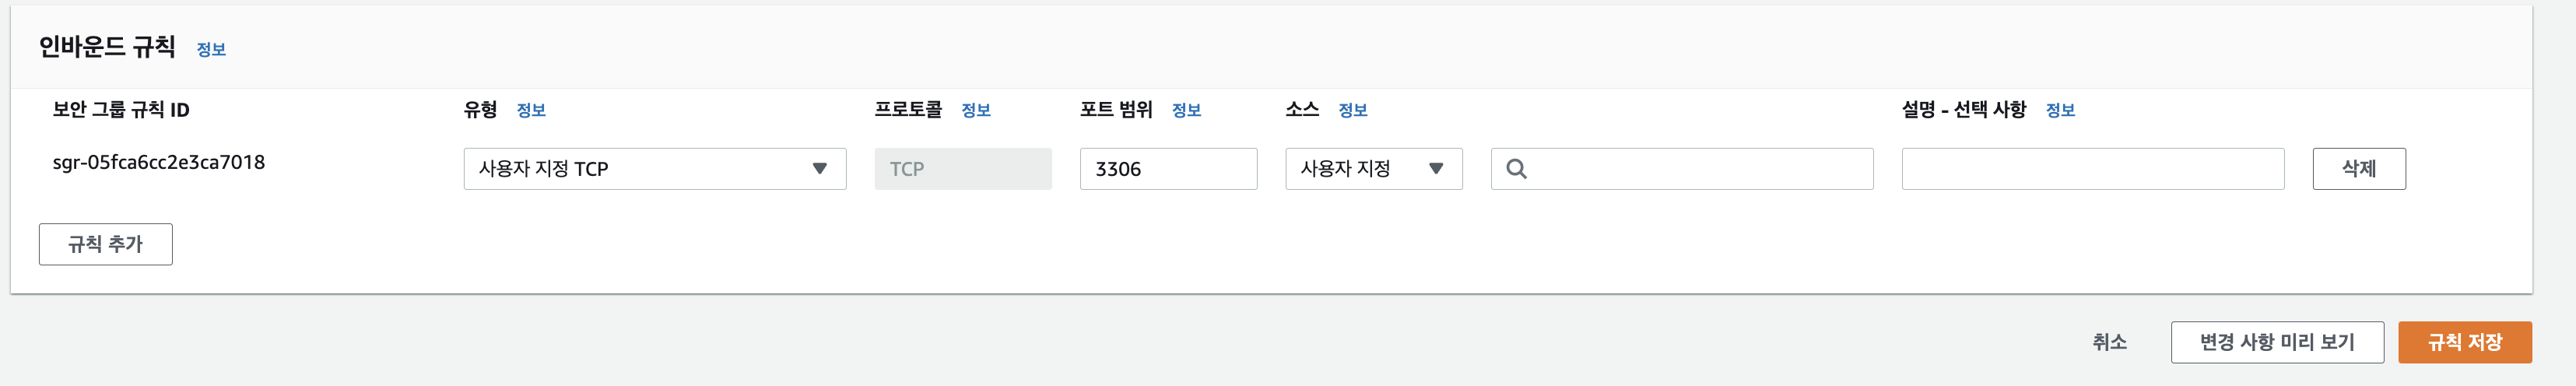 인바운드 규칙 정보
보안 그룹 규칙 ID 유형 정보 프로토콜 정보 포트 범위 정보 소스 정보 설명 - 선택 사항 정보
sgr-05fca6cc2e3ca7018 사용자 지정 TCP TCP 3306 사용자 지정 삭제
규칙 추가
취소 변경 사항 미리 보기 규칙 저장